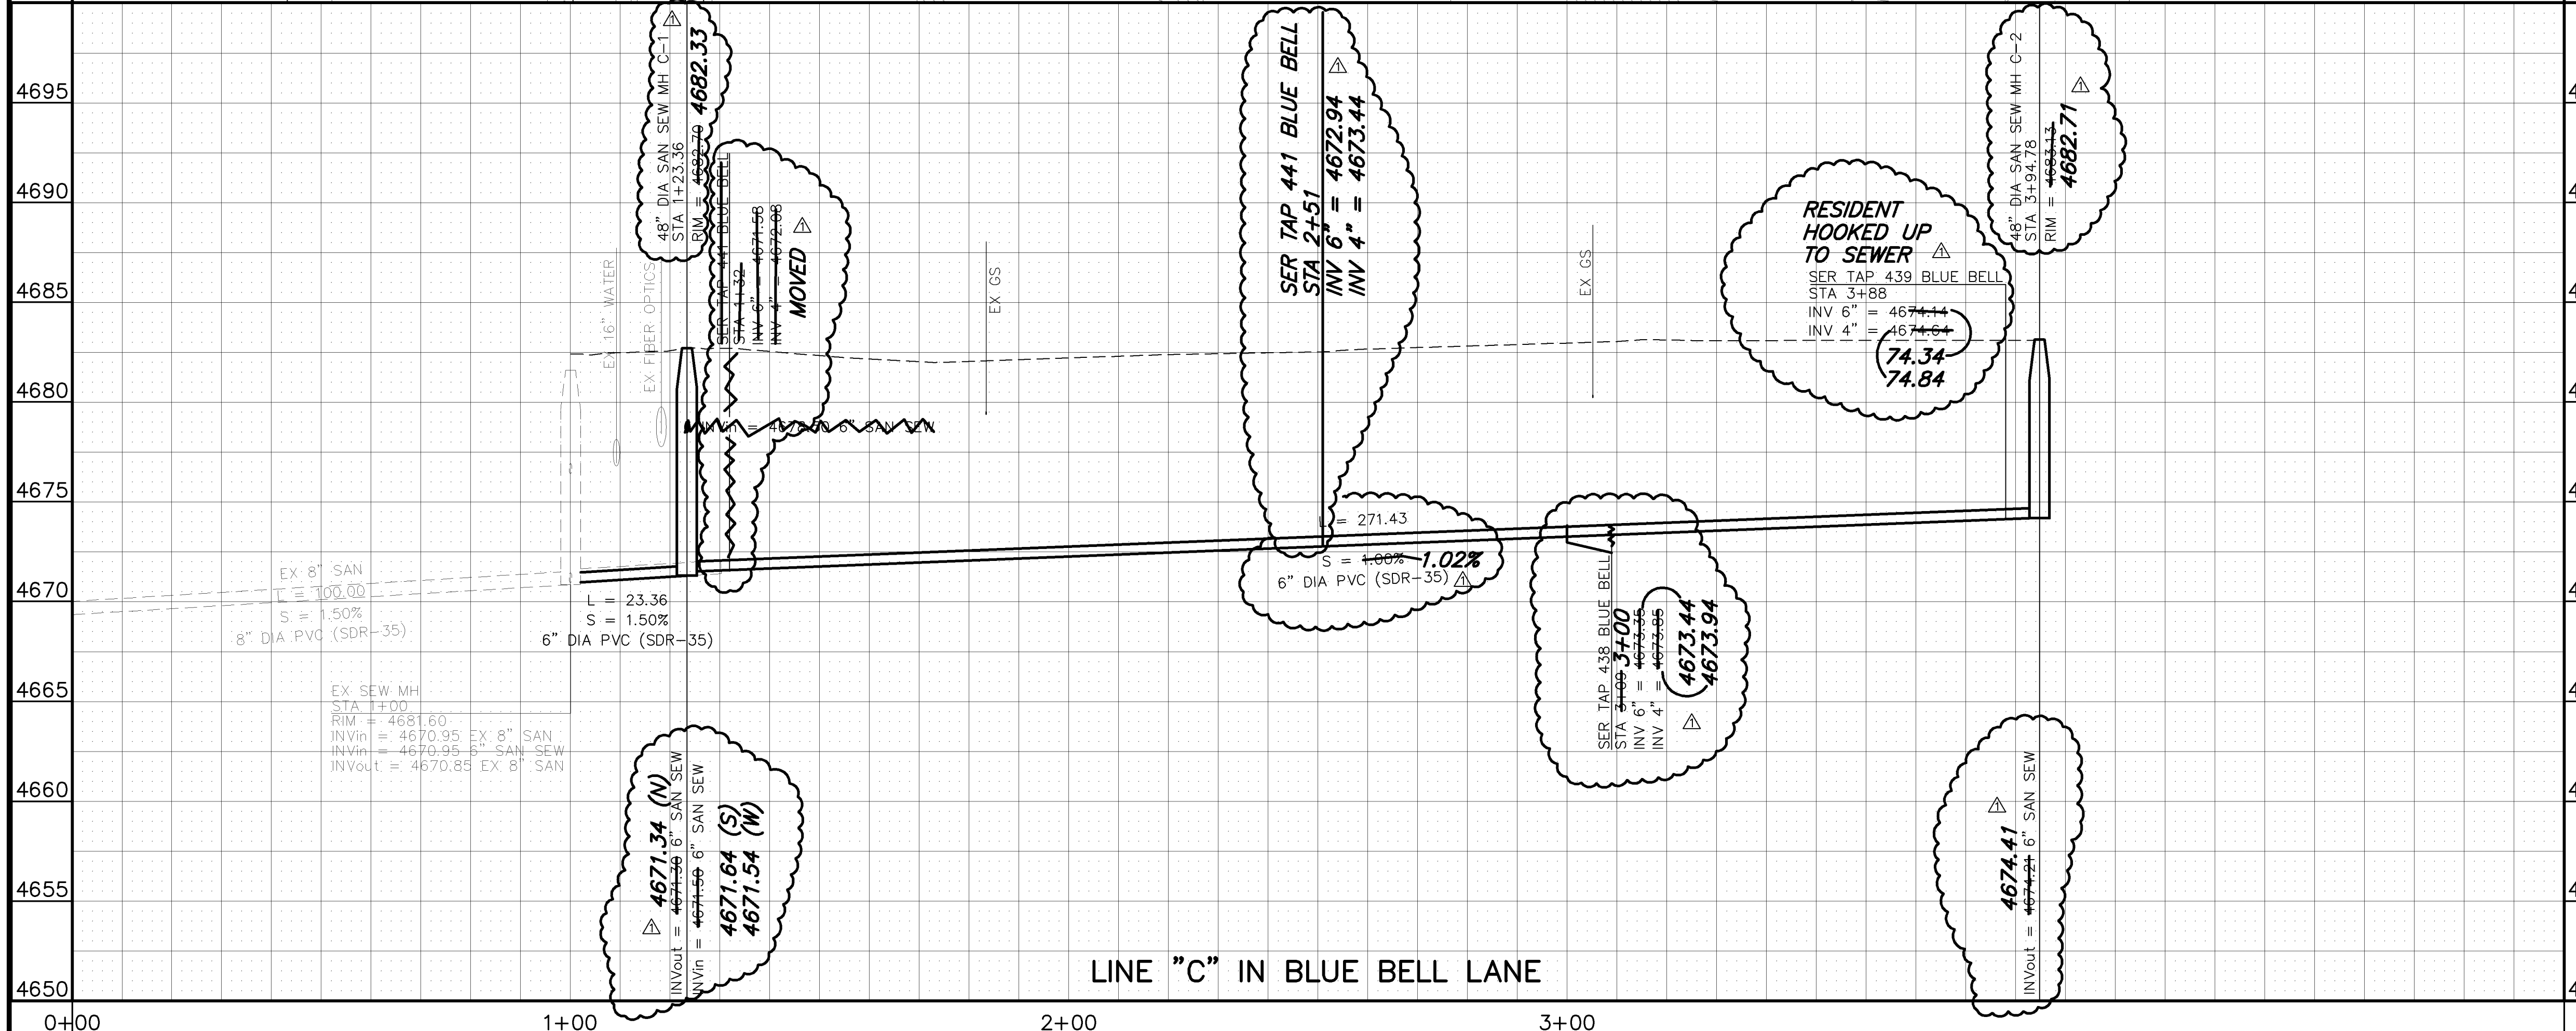 4695
4690
4685
4680
4675
4670
4665
4660
4655
4650
0+00
1+00
2+00
3+00
48" DIA SAN SEW MH C-1
STA 1+23.36
RIM = 4682.70 4682.33
1
SER TAP 441 BLUE BELL
STA 1+32
INV 6" = 4671.58
INV 4" = 4672.08
MOVED
1
EX 16" WATER
EX FIBER OPTICS
INVin = 4678.50 6" SAN SEW
EX GS
SER TAP 441 BLUE BELL
STA 2+51
INV 6" = 4672.94
INV 4" = 4673.44
1
EX GS
RESIDENT
HOOKED UP
TO SEWER
1
SER TAP 439 BLUE BELL
STA 3+88
INV 6" = 4674.14
INV 4" = 4674.64
74.34
74.84
48" DIA SAN SEW MH C-2
STA 3+94.78
RIM = 4683.13
4682.71
1
EX 8" SAN
L = 100.00
S = 1.50%
8" DIA PVC (SDR-35)
L = 23.36
S = 1.50%
6" DIA PVC (SDR-35)
L = 271.43
S = 1.00% 1.02%
6" DIA PVC (SDR-35)
1
SER TAP 438 BLUE BELL
STA 3+09 3+00
INV 6" = 4673.35
INV 4" = 4673.85
4673.44
4673.94
1
EX SEW MH
STA 1+00
RIM = 4681.60
INVin = 4670.95 EX 8" SAN
INVin = 4670.95 6" SAN SEW
INVout = 4670.85 EX 8" SAN
1
4671.34 (N)
INVout = 4671.30 6" SAN SEW
INVin = 4671.50 6" SAN SEW
4671.64 (S)
4671.54 (W)
1
4674.41
INVout = 4674.21 6" SAN SEW
LINE "C" IN BLUE BELL LANE